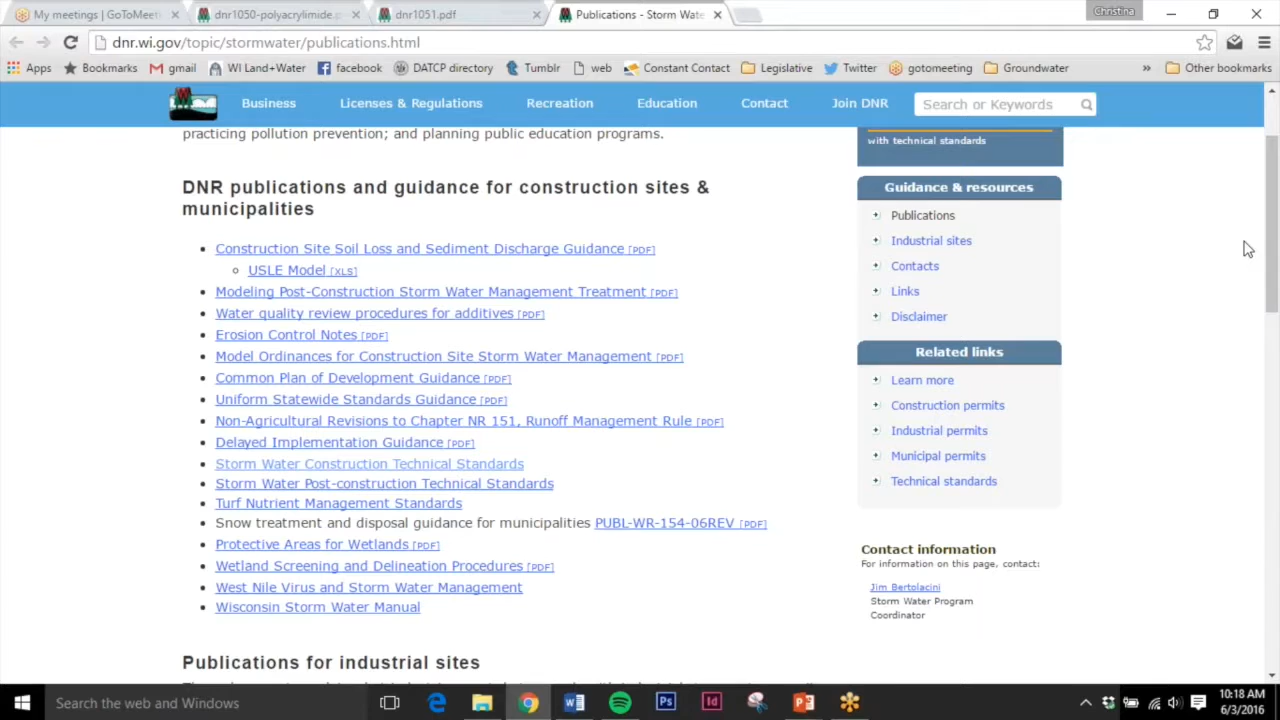 My meetings | GoToMeeti
dnr1050-polyacrylimide.p
dnr1051.pdf
Publications - Storm Wate
Christina
dnr.wi.gov/topic/stormwater/publications.html
Apps
Bookmarks
gmail
WI Land+Water
facebook
DATCP directory
Tumblr
web
Constant Contact
Legislative
Twitter
gotomeeting
Groundwater
»
Other bookmarks
Business
Licenses & Regulations
Recreation
Education
Contact
Join DNR
Search or Keywords
practicing pollution prevention; and planning public education programs.
DNR publications and guidance for construction sites &
municipalities
Construction Site Soil Loss and Sediment Discharge Guidance [PDF]
USLE Model [XLS]
Modeling Post-Construction Storm Water Management Treatment [PDF]
Water quality review procedures for additives [PDF]
Erosion Control Notes [PDF]
Model Ordinances for Construction Site Storm Water Management [PDF]
Common Plan of Development Guidance [PDF]
Uniform Statewide Standards Guidance [PDF]
Non-Agricultural Revisions to Chapter NR 151, Runoff Management Rule [PDF]
Delayed Implementation Guidance [PDF]
Storm Water Construction Technical Standards
Storm Water Post-construction Technical Standards
Turf Nutrient Management Standards
Snow treatment and disposal guidance for municipalities PUBL-WR-154-06REV [PDF]
Protective Areas for Wetlands [PDF]
Wetland Screening and Delineation Procedures [PDF]
West Nile Virus and Storm Water Management
Wisconsin Storm Water Manual
Publications for industrial sites
with technical standards
Guidance & resources
Publications
Industrial sites
Contacts
Links
Disclaimer
Related links
Learn more
Construction permits
Industrial permits
Municipal permits
Technical standards
Contact information
For information on this page, contact:
Jim Bertolacini
Storm Water Program
Coordinator
Search the web and Windows
10:18 AM
6/3/2016